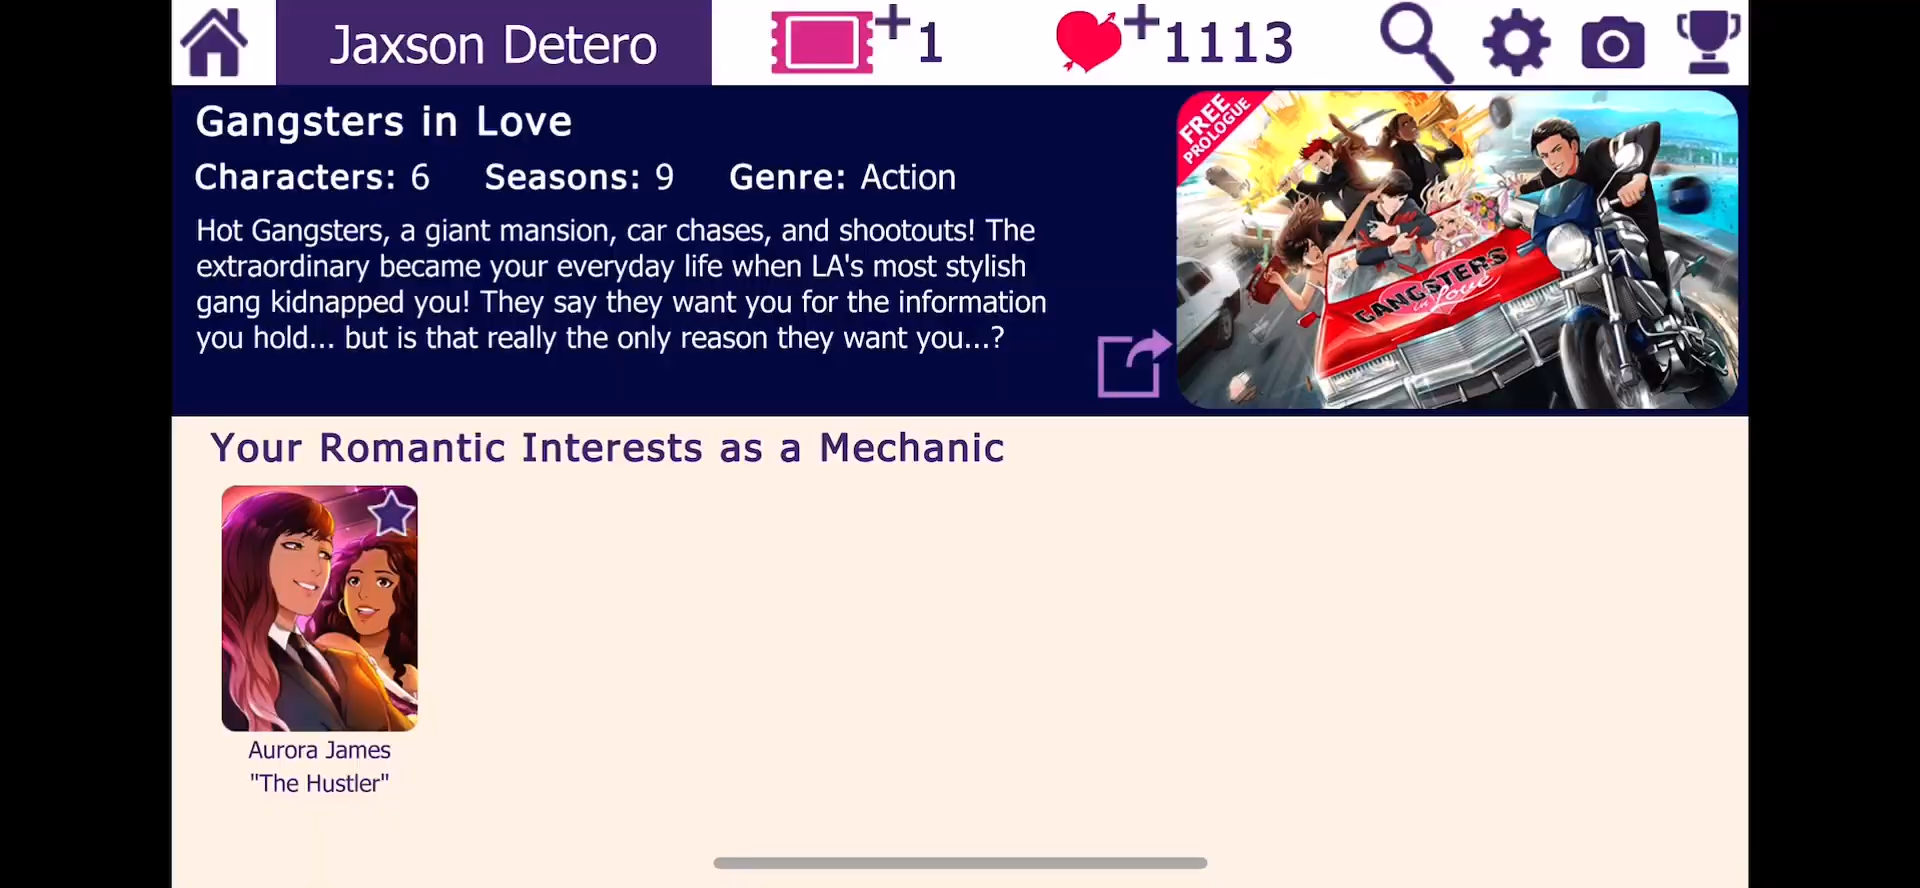 Jaxson Detero
+1
+1113
Gangsters in Love
Characters: 6 Seasons: 9 Genre: Action
Hot Gangsters, a giant mansion, car chases, and shootouts! The
extraordinary became your everyday life when LA's most stylish
gang kidnapped you! They say they want you for the information
you hold... but is that really the only reason they want you...?
FREE
PROLOGUE
GANGSTERS
in Love
Your Romantic Interests as a Mechanic
Aurora James
"The Hustler"